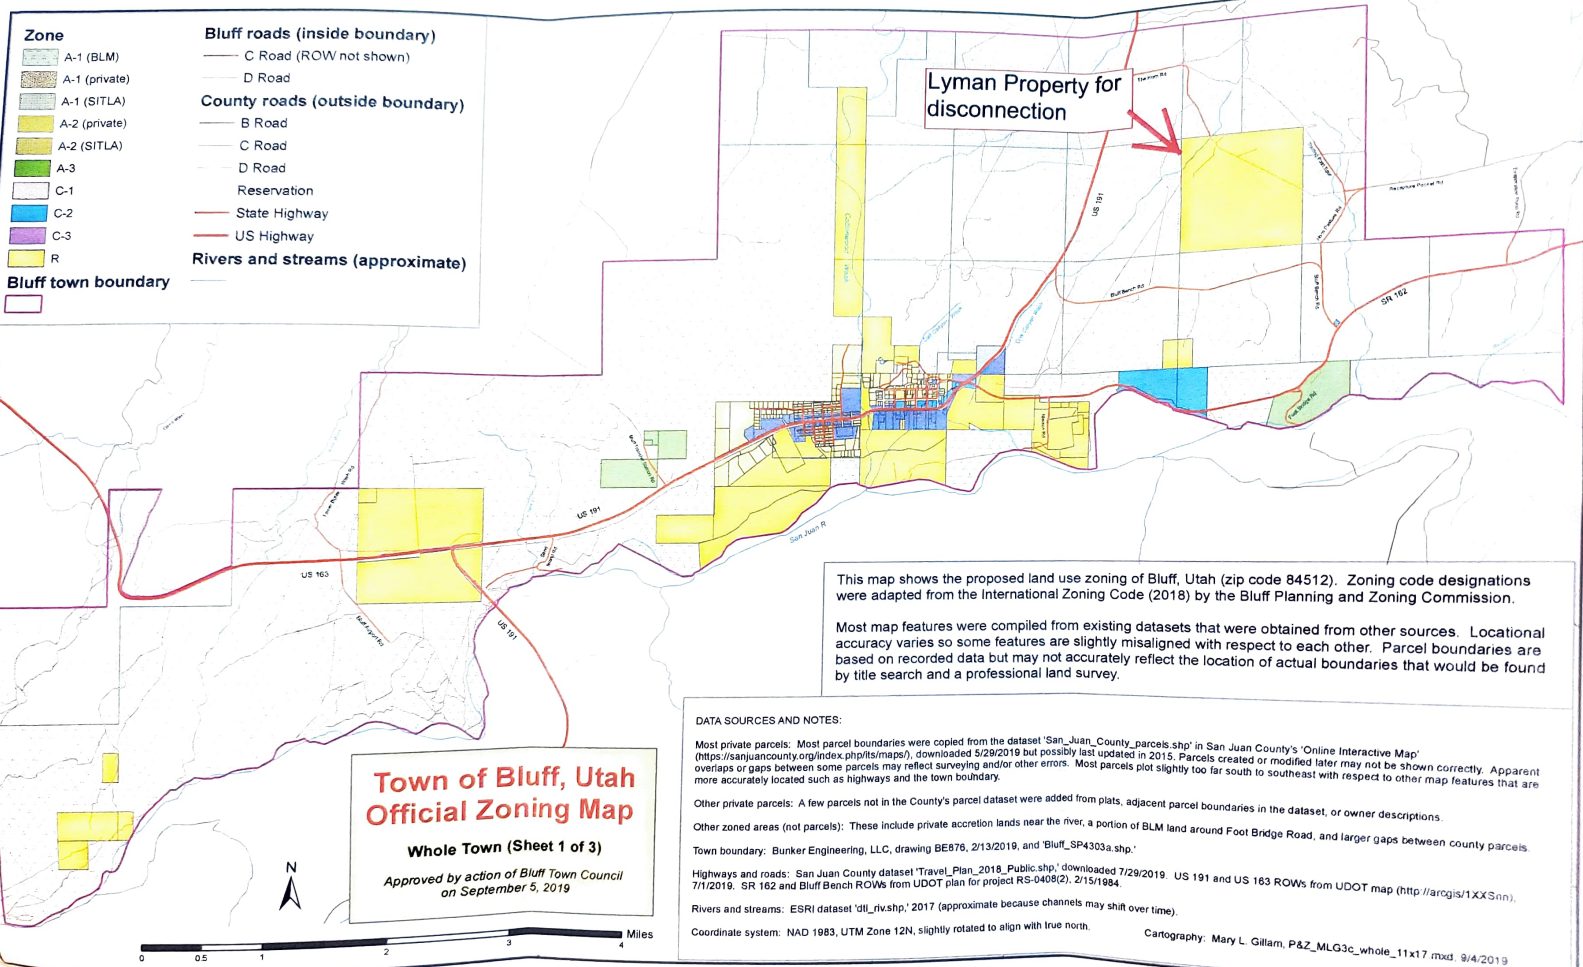 Zone
A-1 (BLM)
A-1 (private)
A-1 (SITLA)
A-2 (private)
A-2 (SITLA)
A-3
C-1
C-2
C-3
R
Bluff town boundary
Bluff roads (inside boundary)
C Road (ROW not shown)
D Road
County roads (outside boundary)
B Road
C Road
D Road
Reservation
State Highway
US Highway
Rivers and streams (approximate)
Lyman Property for
disconnection
US 191
Bluff Bench Rd
Bluff Bench Rd
SR 162
Foot Bridge Rd
US 191
San Juan R
US 163
US 191
Bluff Airport Rd
This map shows the proposed land use zoning of Bluff, Utah (zip code 84512). Zoning code designations
were adapted from the International Zoning Code (2018) by the Bluff Planning and Zoning Commission.
Most map features were compiled from existing datasets that were obtained from other sources. Locational
accuracy varies so some features are slightly misaligned with respect to each other. Parcel boundaries are
based on recorded data but may not accurately reflect the location of actual boundaries that would be found
by title search and a professional land survey.
Town of Bluff, Utah
Official Zoning Map
Whole Town (Sheet 1 of 3)
Approved by action of Bluff Town Council
on September 5, 2019
N
0 0.5 1 2 3 4 Miles
DATA SOURCES AND NOTES:
Most private parcels: Most parcel boundaries were copied from the dataset 'San_Juan_County_parcels.shp' in San Juan County's 'Online Interactive Map'
(https://sanjuancounty.org/index.php/its/maps/), downloaded 5/29/2019 but possibly last updated in 2015. Parcels created or modified later may not be shown correctly. Apparent
overlaps or gaps between some parcels may reflect surveying and/or other errors. Most parcels plot slightly too far south to southeast with respect to other map features that are
more accurately located such as highways and the town boundary.
Other private parcels: A few parcels not in the County's parcel dataset were added from plats, adjacent parcel boundaries in the dataset, or owner descriptions.
Other zoned areas (not parcels): These include private accretion lands near the river, a portion of BLM land around Foot Bridge Road, and larger gaps between county parcels.
Town boundary: Bunker Engineering, LLC, drawing BE876, 2/13/2019, and 'Bluff_SP4303a.shp.'
Highways and roads: San Juan County dataset 'Travel_Plan_2018_Public.shp,' downloaded 7/29/2019. US 191 and US 163 ROWs from UDOT map (http://arcgis/1XXSnn),
7/1/2019. SR 162 and Bluff Bench ROWs from UDOT plan for project RS-0408(2), 2/15/1984.
Rivers and streams: ESRI dataset 'dtl_riv.shp,' 2017 (approximate because channels may shift over time).
Coordinate system: NAD 1983, UTM Zone 12N, slightly rotated to align with true north.
Cartography: Mary L. Gillam, P&Z_MLG3c_whole_11x17.mxd, 9/4/2019